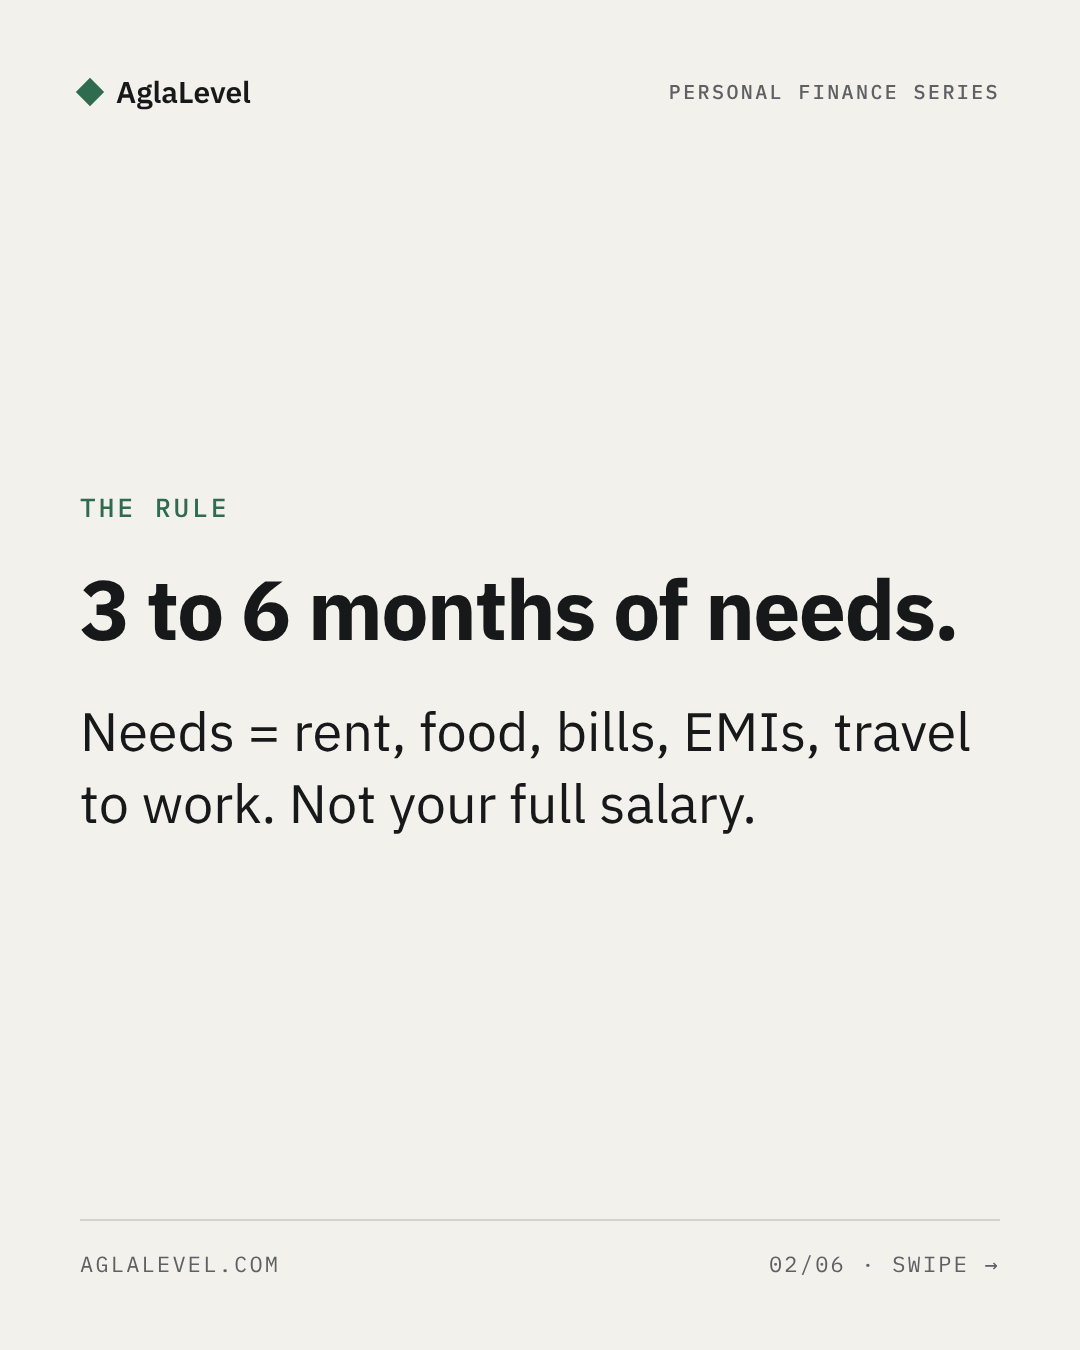 AglaLevel
PERSONAL FINANCE SERIES
THE RULE
3 to 6 months of needs.
Needs = rent, food, bills, EMIs, travel
to work. Not your full salary.
AGLALEVEL.COM
02/06 · SWIPE →